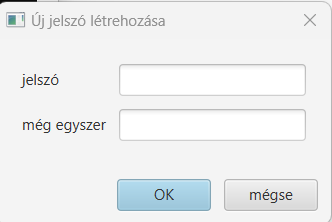 Új jelszó létrehozása
jelszó
még egyszer
OK mégse